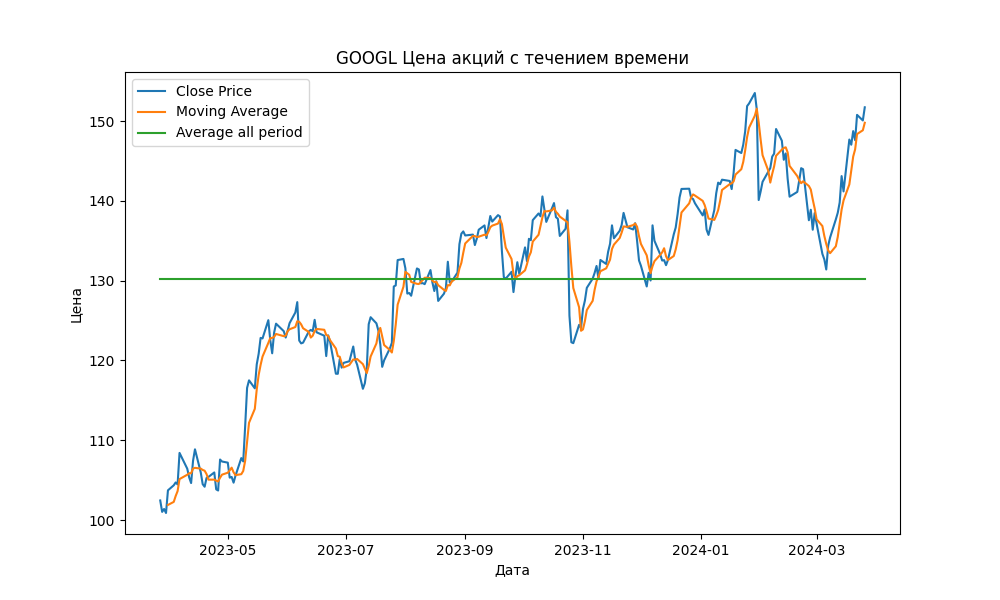 GOOGL Цена акций с течением времени
Close Price
Moving Average
Average all period
150
140
130
120
110
100
Цена
2023-05 2023-07 2023-09 2023-11 2024-01 2024-03
Дата